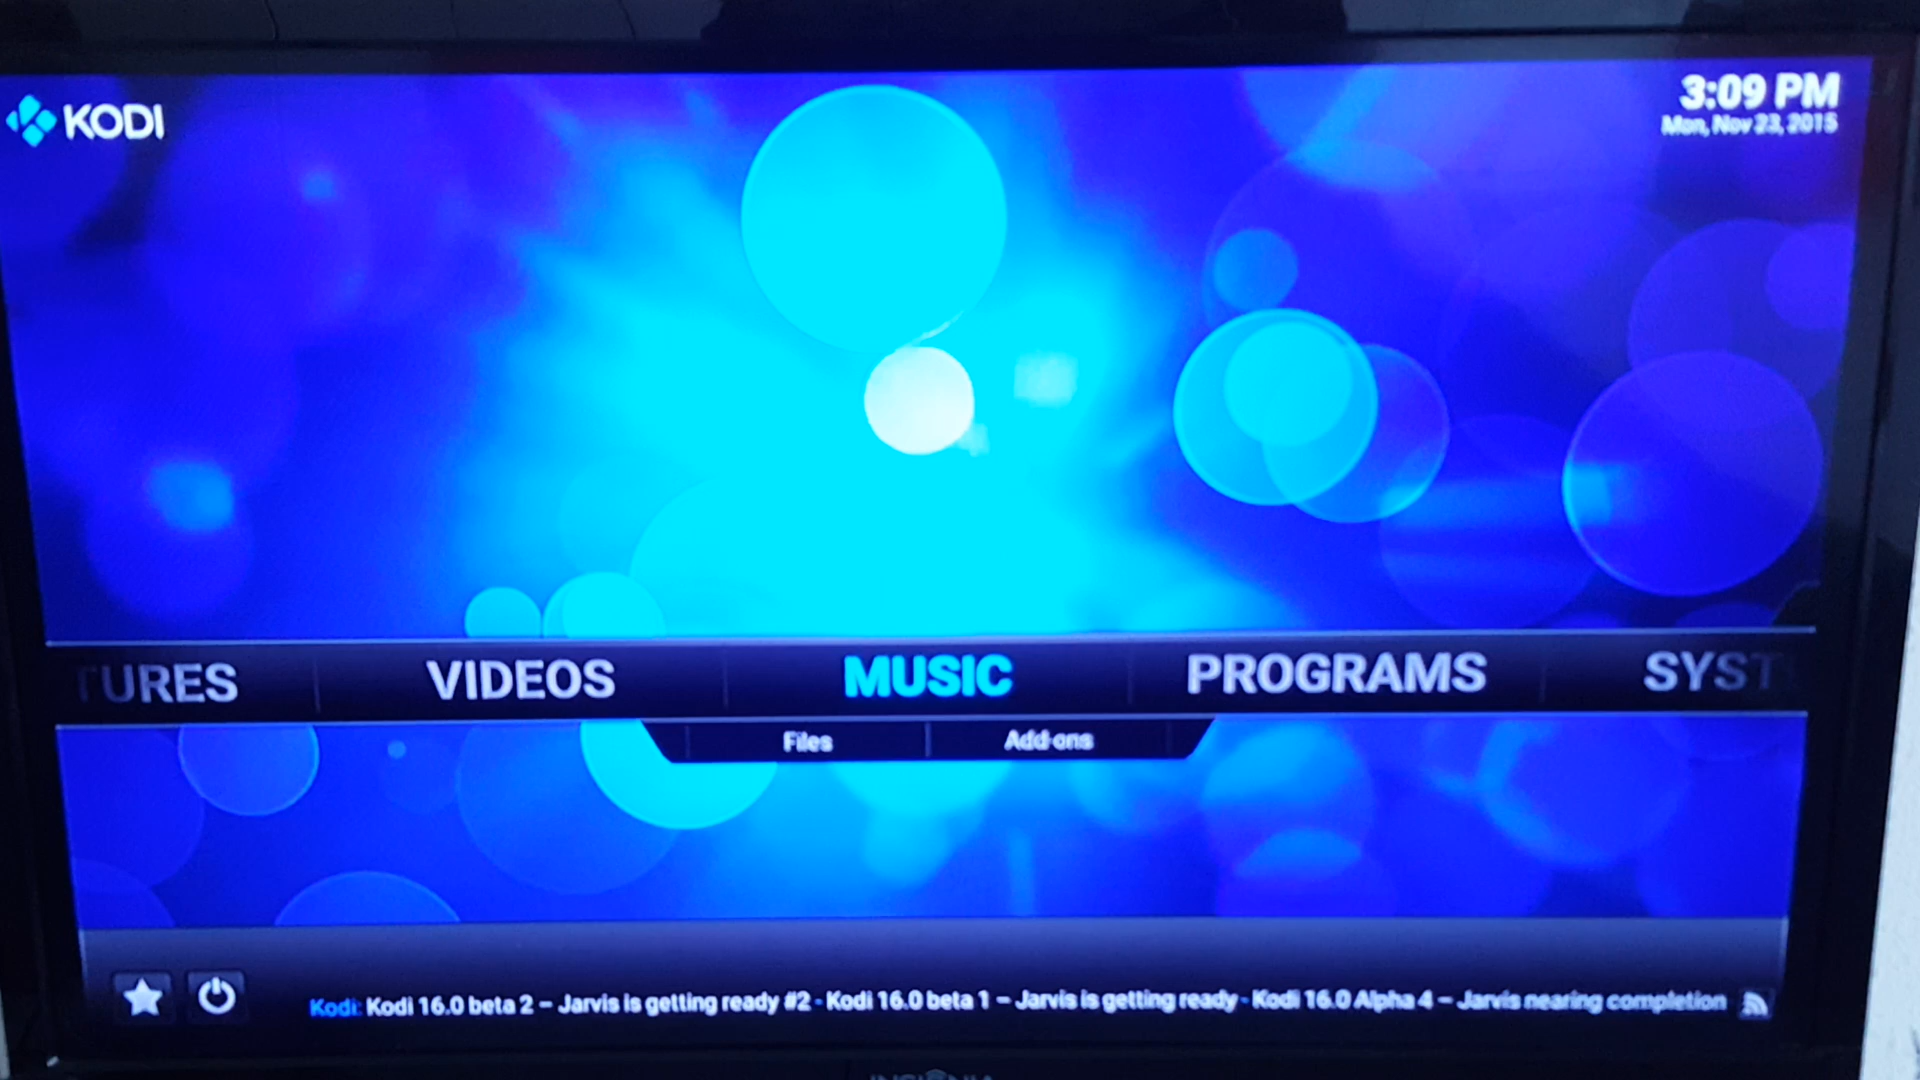 KODI
3:09 PM
Mon, Nov 23, 2015
TURES VIDEOS MUSIC PROGRAMS SYST
Files Add-ons
Kodi: Kodi 16.0 beta 2 – Jarvis is getting ready #2 - Kodi 16.0 beta 1 – Jarvis is getting ready - Kodi 16.0 Alpha 4 – Jarvis nearing completion
INSIGNIA